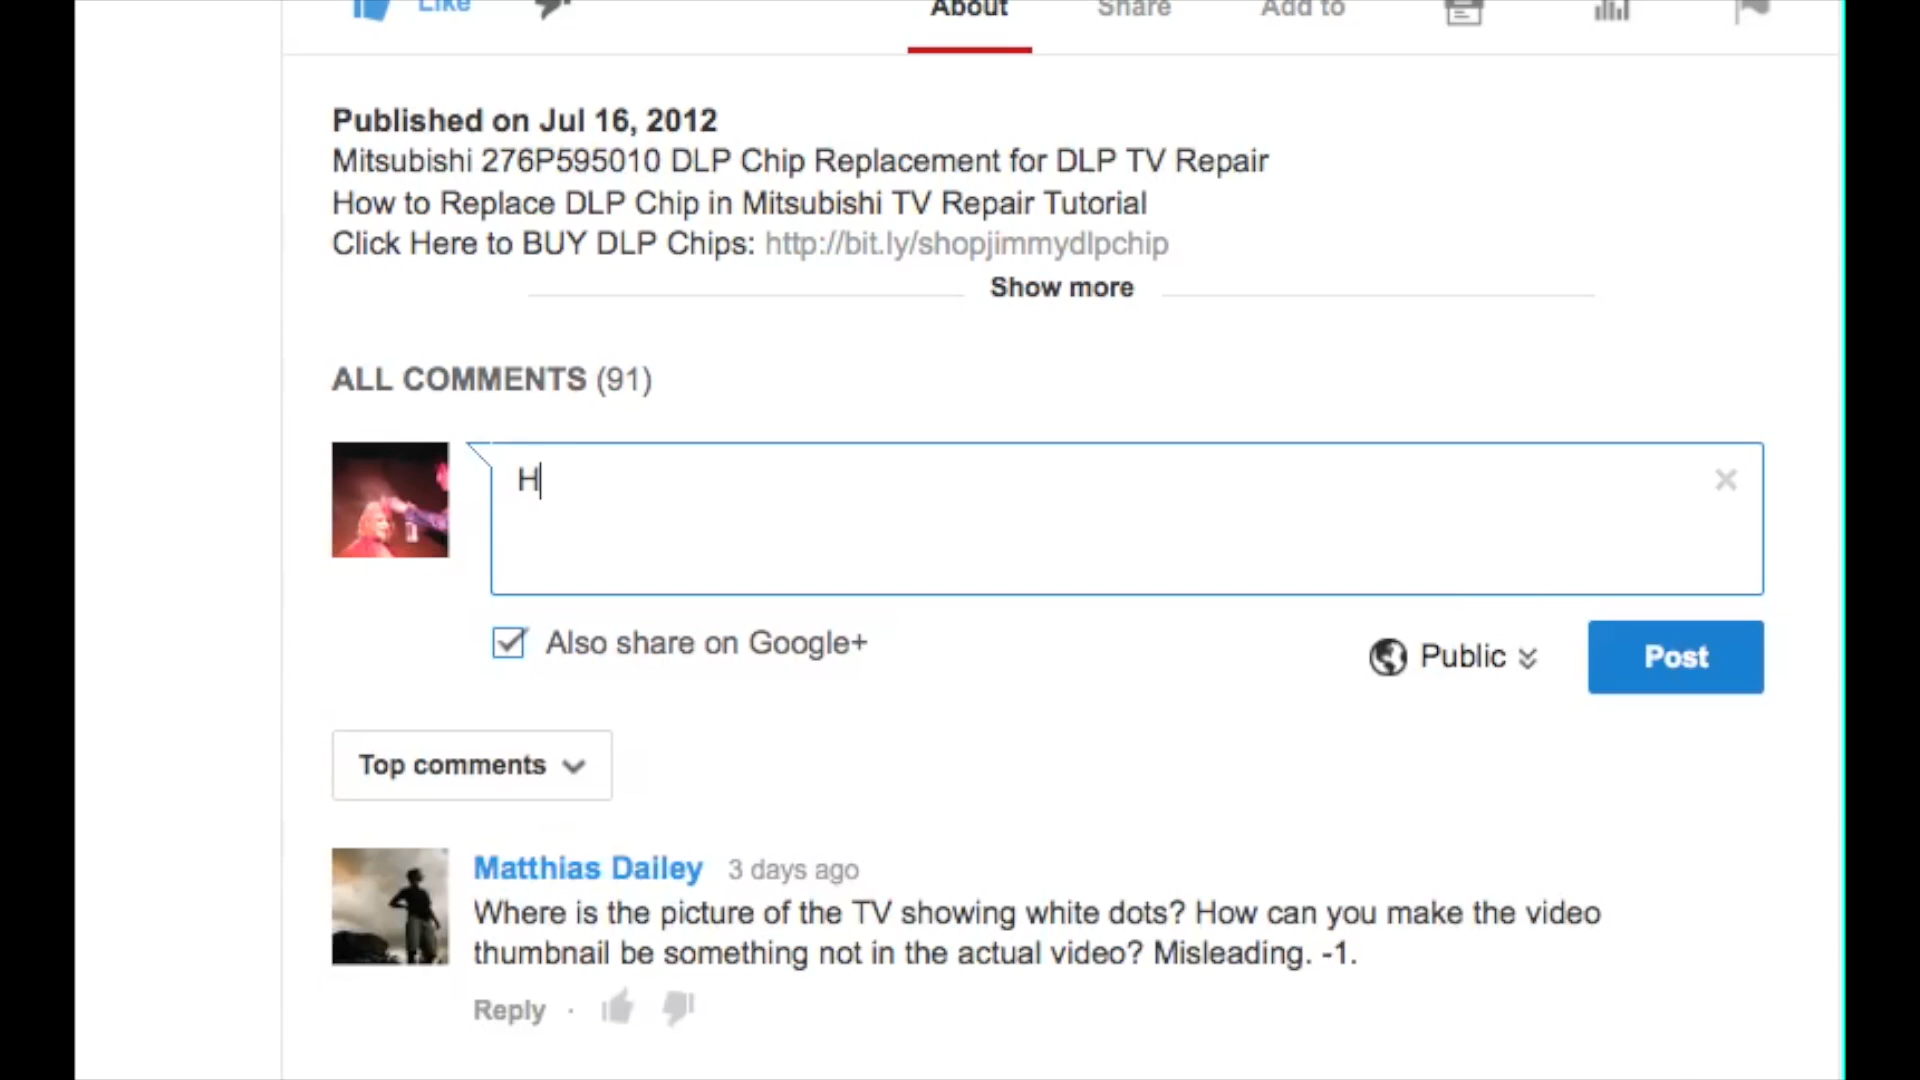 Like
About Share Add to
Published on Jul 16, 2012
Mitsubishi 276P595010 DLP Chip Replacement for DLP TV Repair
How to Replace DLP Chip in Mitsubishi TV Repair Tutorial
Click Here to BUY DLP Chips: http://bit.ly/shopjimmydlpchip
Show more
ALL COMMENTS (91)
H
Also share on Google+
Public
Post
Top comments
Matthias Dailey 3 days ago
Where is the picture of the TV showing white dots? How can you make the video
thumbnail be something not in the actual video? Misleading. -1.
Reply ·